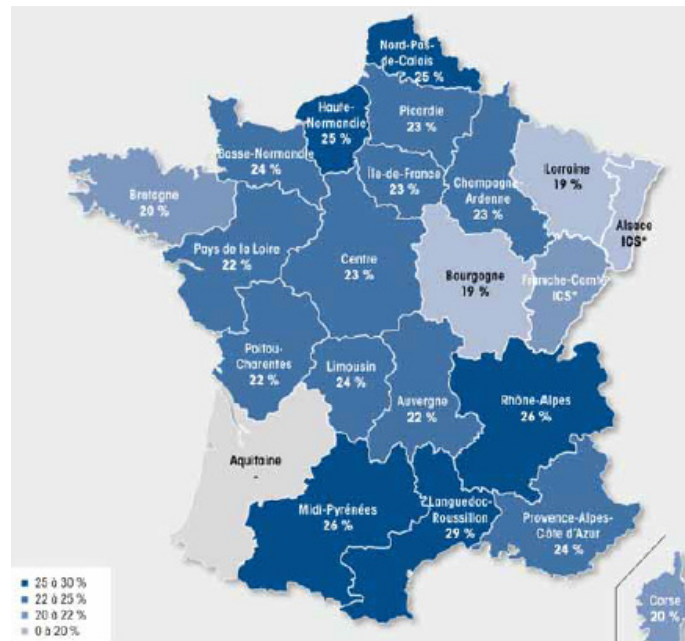 Nord-Pas-
de-Calais
25 %
Haute-
Normandie
25 %
Picardie
23 %
Basse-Normandie
24 %
Île-de-France
23 %
Champagne-
Ardenne
23 %
Lorraine
19 %
Alsace
ICS*
Bretagne
20 %
Pays de la Loire
22 %
Centre
23 %
Bourgogne
19 %
Franche-Comté
ICS*
Poitou-
Charentes
22 %
Limousin
24 %
Auvergne
22 %
Rhône-Alpes
26 %
Aquitaine
-
Midi-Pyrénées
26 %
Languedoc-
Roussillon
29 %
Provence-Alpes-
Côte d'Azur
24 %
Corse
20 %
25 à 30 %
22 à 25 %
20 à 22 %
0 à 20 %